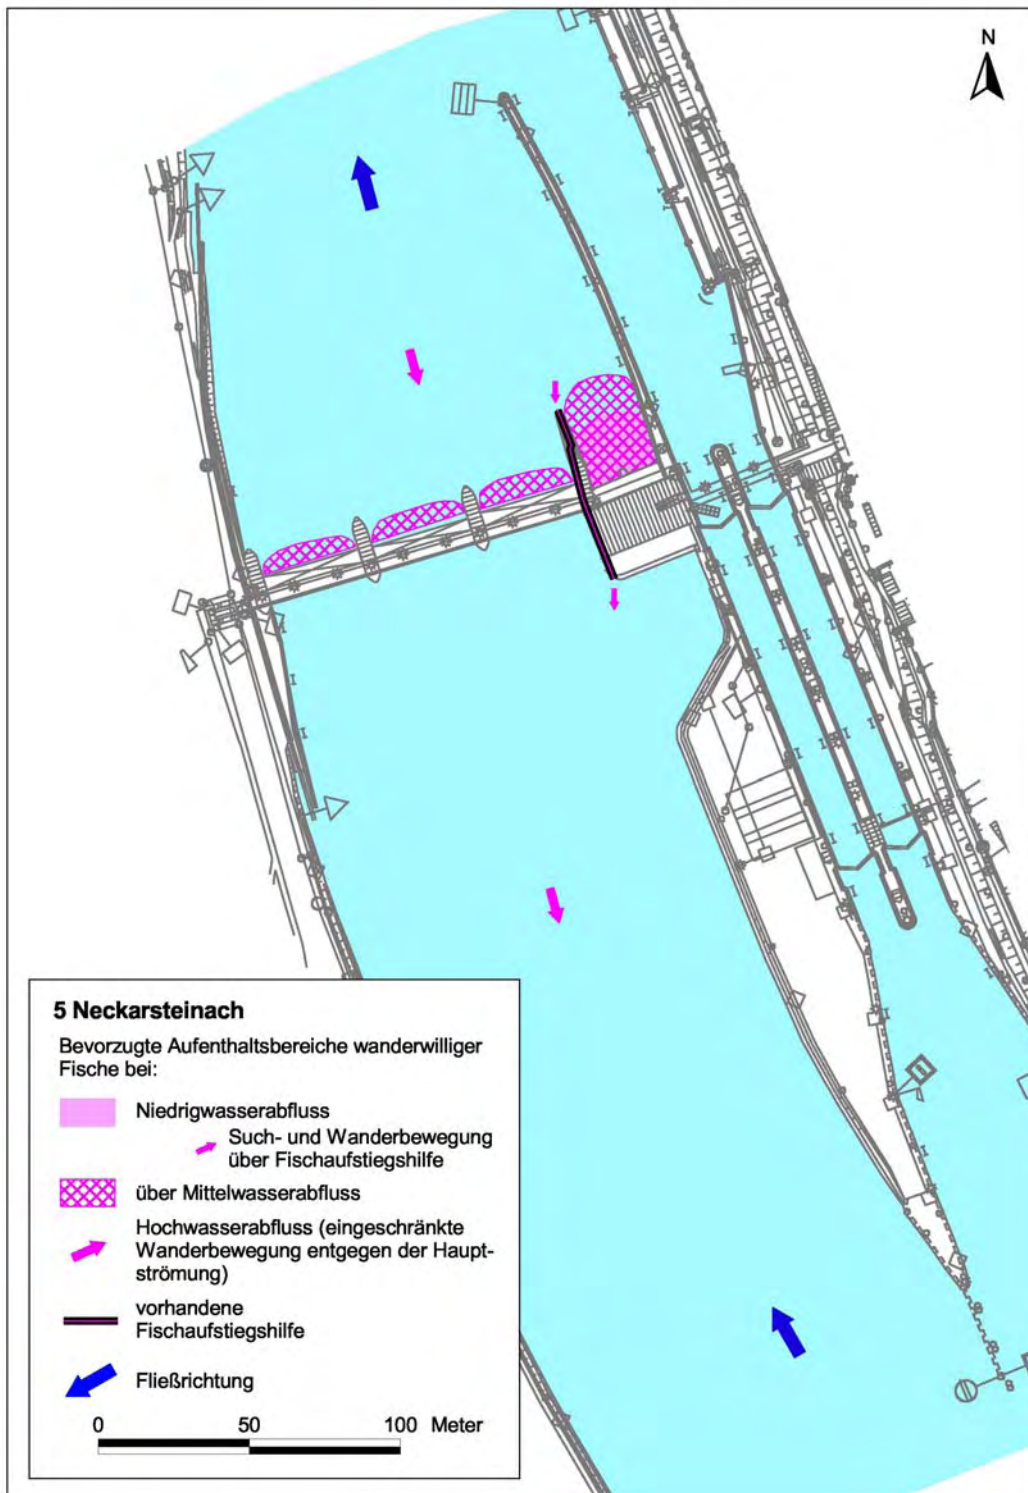 N
5 Neckarsteinach
Bevorzugte Aufenthaltsbereiche wanderwilliger
Fische bei:
Niedrigwasserabfluss
Such- und Wanderbewegung
über Fischaufstiegshilfe
über Mittelwasserabfluss
Hochwasserabfluss (eingeschränkte
Wanderbewegung entgegen der Haupt-
strömung)
vorhandene
Fischaufstiegshilfe
Fließrichtung
0 50 100 Meter